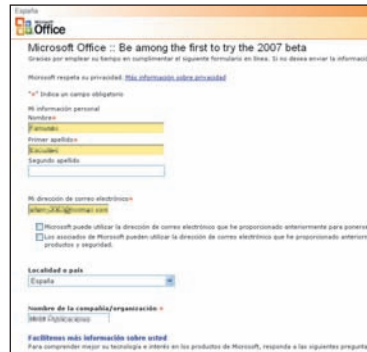 España
Microsoft
Office
Microsoft Office :: Be among the first to try the 2007 beta
Gracias por emplear su tiempo en cumplimentar el siguiente formulario en línea. Si no desea enviar la informació
Microsoft respeta su privacidad. Más información sobre privacidad
"*" Indica un campo obligatorio
Mi información personal
Nombre*
Primer apellido*
Segundo apellido
Mi dirección de correo electrónico*
Microsoft puede utilizar la dirección de correo electrónico que he proporcionado anteriormente para ponerse
Los asociados de Microsoft pueden utilizar la dirección de correo electrónico que he proporcionado anteriorm
productos y seguridad.
Localidad o país
España
Nombre de la compañía/organización *
Facilítenos más información sobre usted
Para comprender mejor su tecnología e interés en los productos de Microsoft, responda a las siguientes pregunta